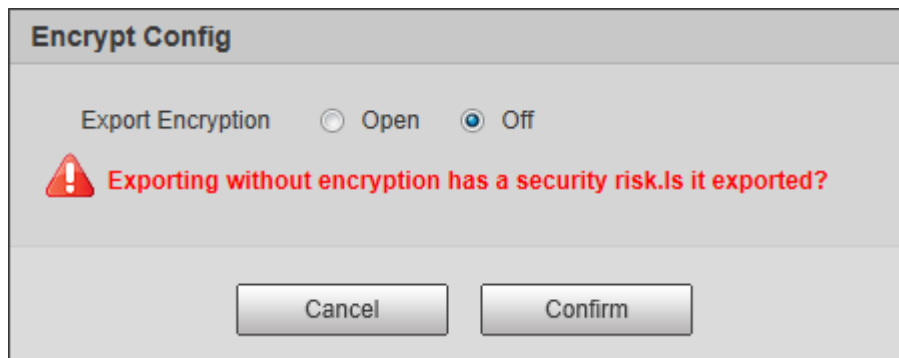 Encrypt Config
Export Encryption Open Off
Exporting without encryption has a security risk.Is it exported?
Cancel Confirm